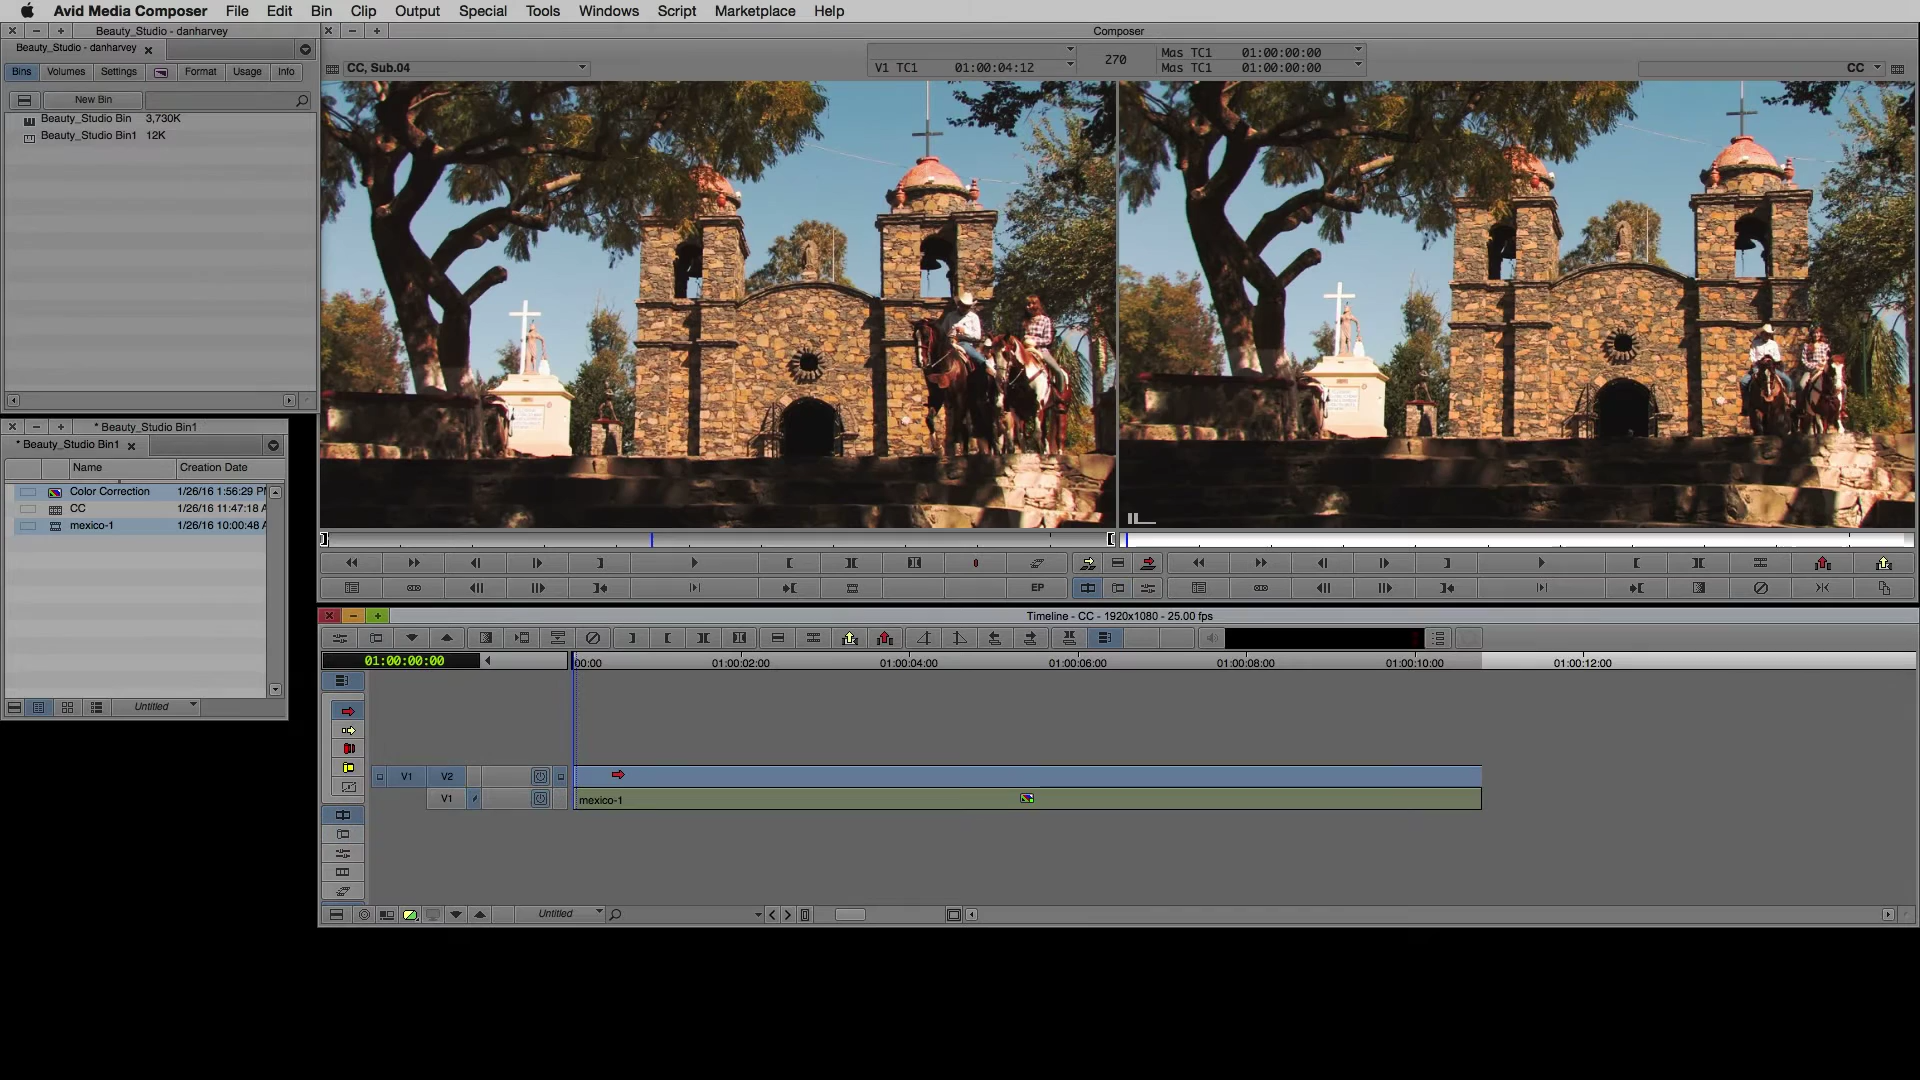 Avid Media Composer File Edit Bin Clip Output Special Tools Windows Script Marketplace Help
Beauty_Studio - danharvey
Composer
Beauty_Studio - danharvey
Bins Volumes Settings Format Usage Info
CC, Sub.04
V1 TC1 01:00:04:12
270
Mas TC1 01:00:00:00
Mas TC1 01:00:00:00
CC
New Bin
Beauty_Studio Bin 3,730K
Beauty_Studio Bin1 12K
* Beauty_Studio Bin1
* Beauty_Studio Bin1
Name Creation Date
Color Correction 1/26/16 1:56:29 P
CC 1/26/16 11:47:18 A
mexico-1 1/26/16 10:00:48 A
Untitled
EP
Timeline - CC - 1920x1080 - 25.00 fps
01:00:00:00
00:00 01:00:02:00 01:00:04:00 01:00:06:00 01:00:08:00 01:00:10:00 01:00:12:00
V1 V2
V1 mexico-1
Untitled